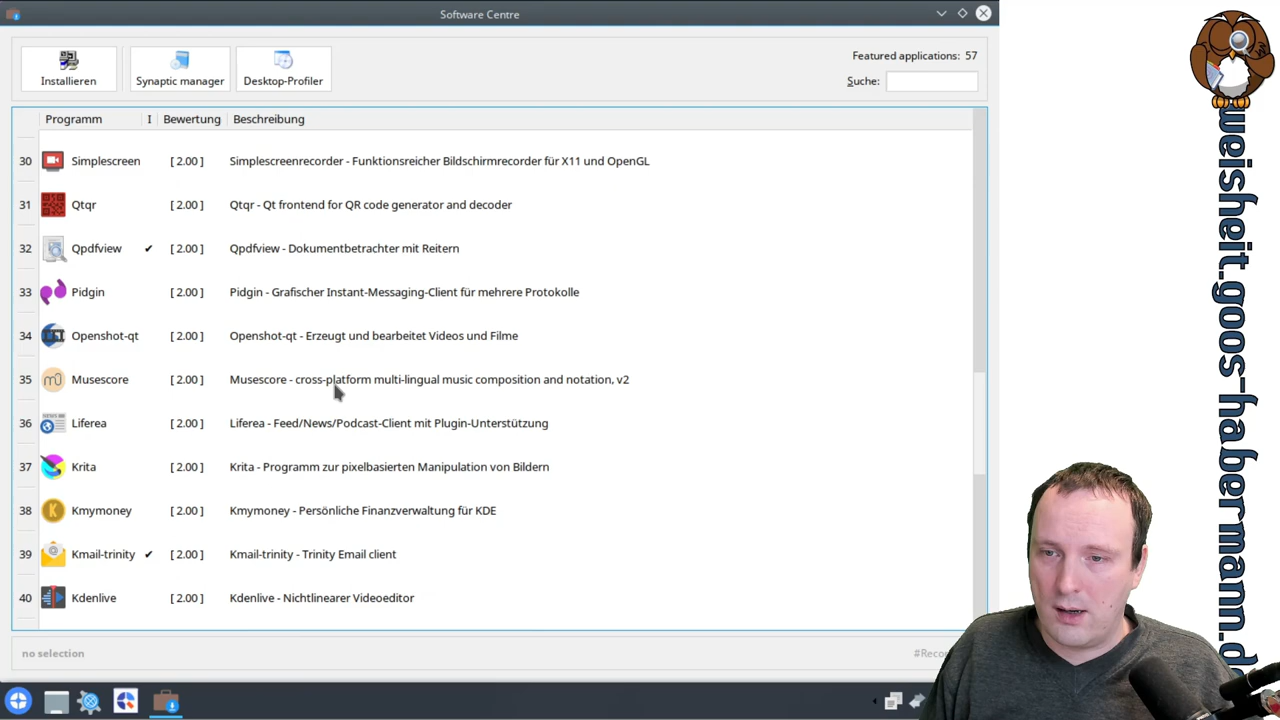 Software Centre
Installieren
Synaptic manager
Desktop-Profiler
Featured applications: 57
Suche:
Programm I Bewertung Beschreibung
30 Simplescreen [ 2.00 ] Simplescreenrecorder - Funktionsreicher Bildschirmrecorder für X11 und OpenGL
31 Qtqr [ 2.00 ] Qtqr - Qt frontend for QR code generator and decoder
32 Qpdfview ✔ [ 2.00 ] Qpdfview - Dokumentbetrachter mit Reitern
33 Pidgin [ 2.00 ] Pidgin - Grafischer Instant-Messaging-Client für mehrere Protokolle
34 Openshot-qt [ 2.00 ] Openshot-qt - Erzeugt und bearbeitet Videos und Filme
35 Musescore [ 2.00 ] Musescore - cross-platform multi-lingual music composition and notation, v2
36 Liferea [ 2.00 ] Liferea - Feed/News/Podcast-Client mit Plugin-Unterstützung
37 Krita [ 2.00 ] Krita - Programm zur pixelbasierten Manipulation von Bildern
38 Kmymoney [ 2.00 ] Kmymoney - Persönliche Finanzverwaltung für KDE
39 Kmail-trinity ✔ [ 2.00 ] Kmail-trinity - Trinity Email client
40 Kdenlive [ 2.00 ] Kdenlive - Nichtlinearer Videoeditor
no selection
weisheit.goos-habermann.d